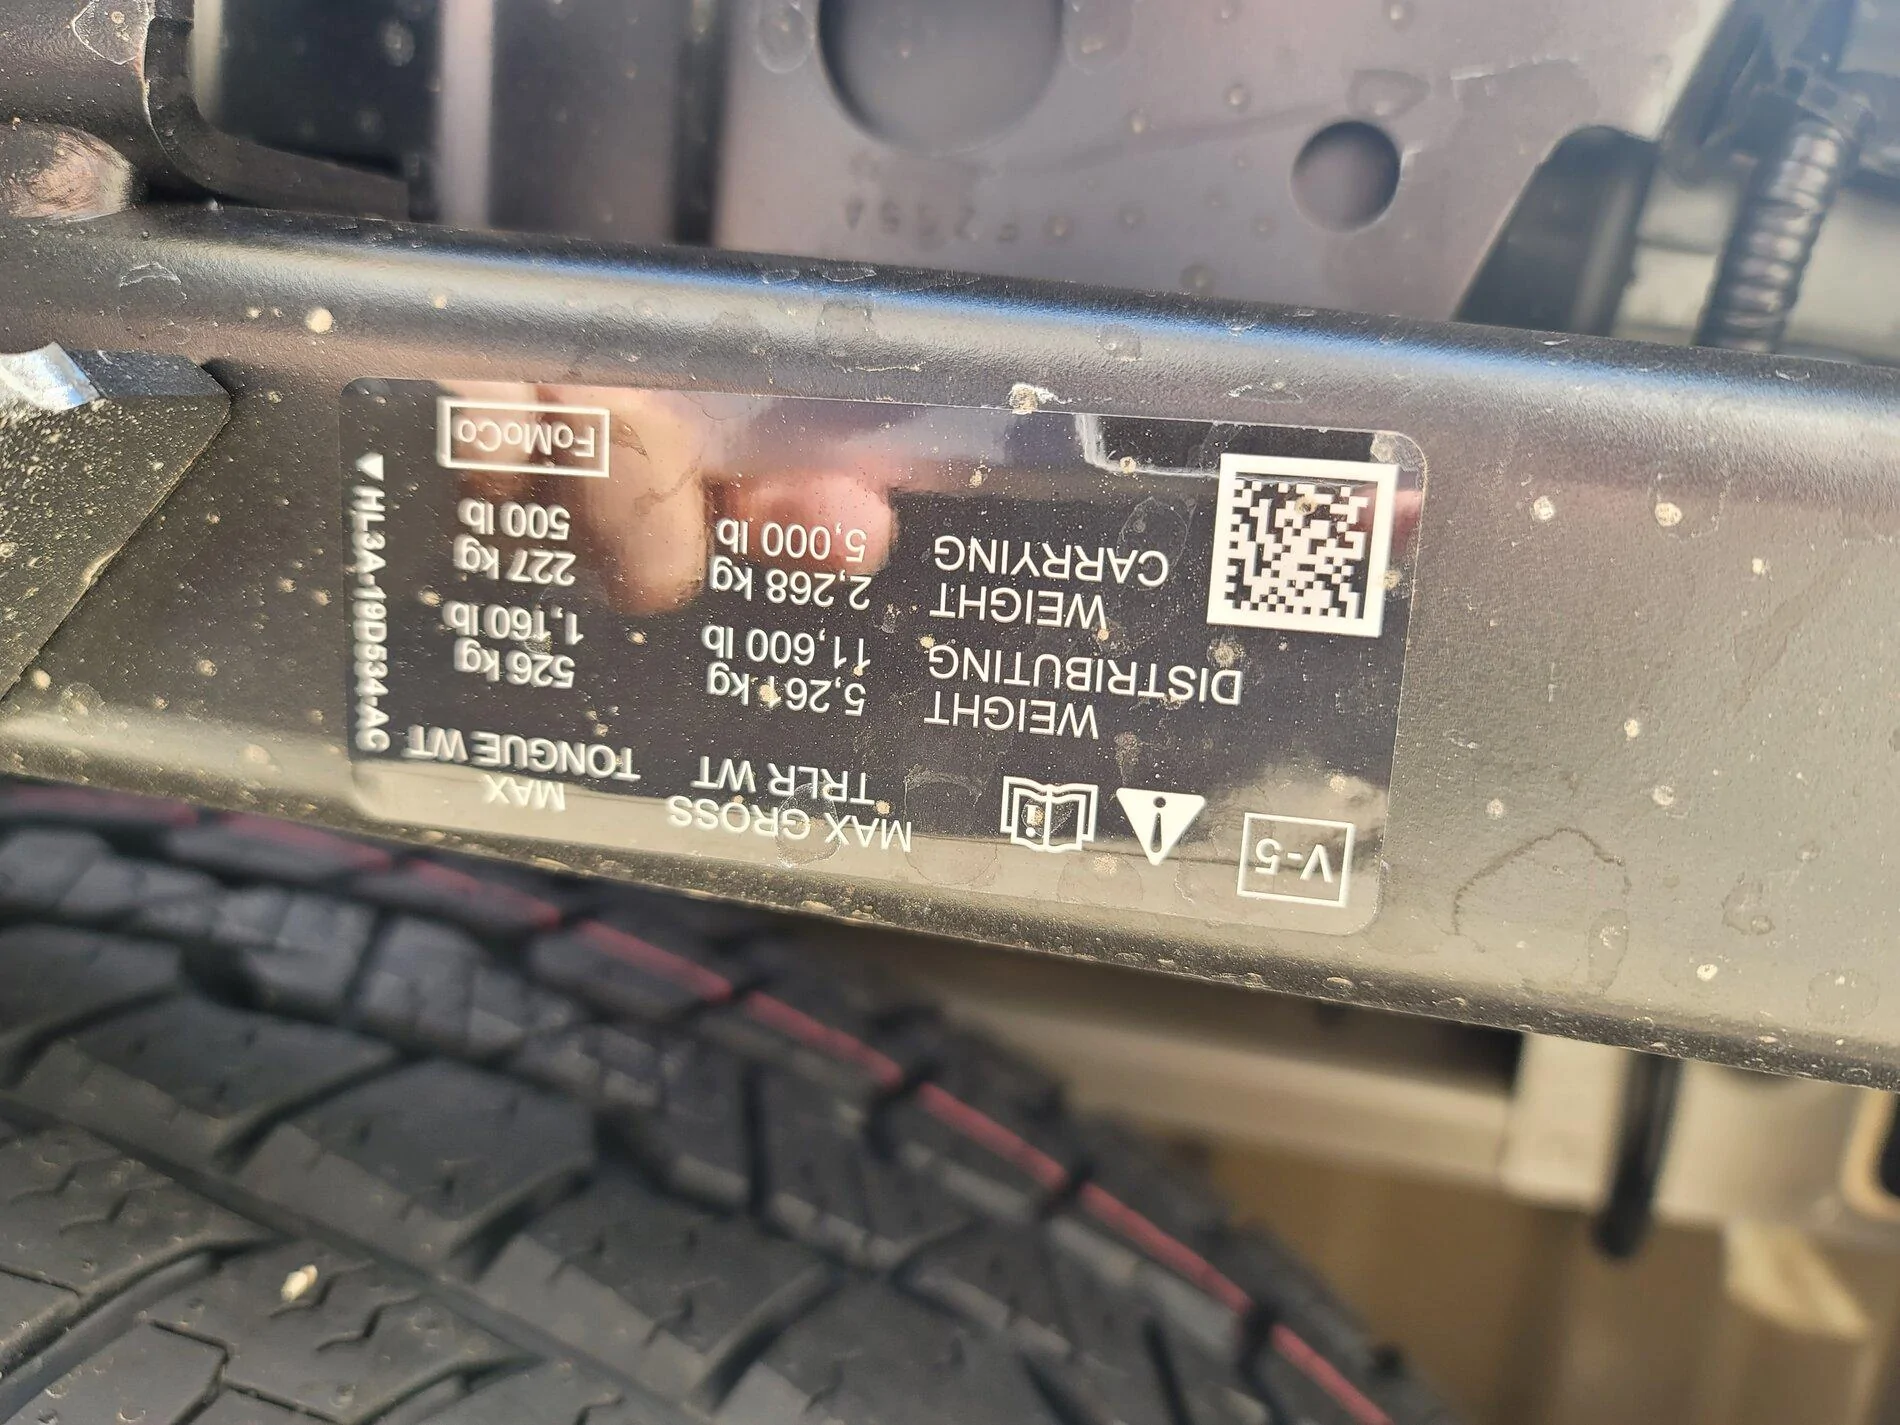 V-5
MAX GROSS
TRLR WT
MAX
TONGUE WT
WEIGHT
DISTRIBUTING
5,261 kg
11,600 lb
526 kg
1,160 lb
WEIGHT
CARRYING
2,268 kg
5,000 lb
227 kg
500 lb
FoMoCo
HL3A-19D534-AC